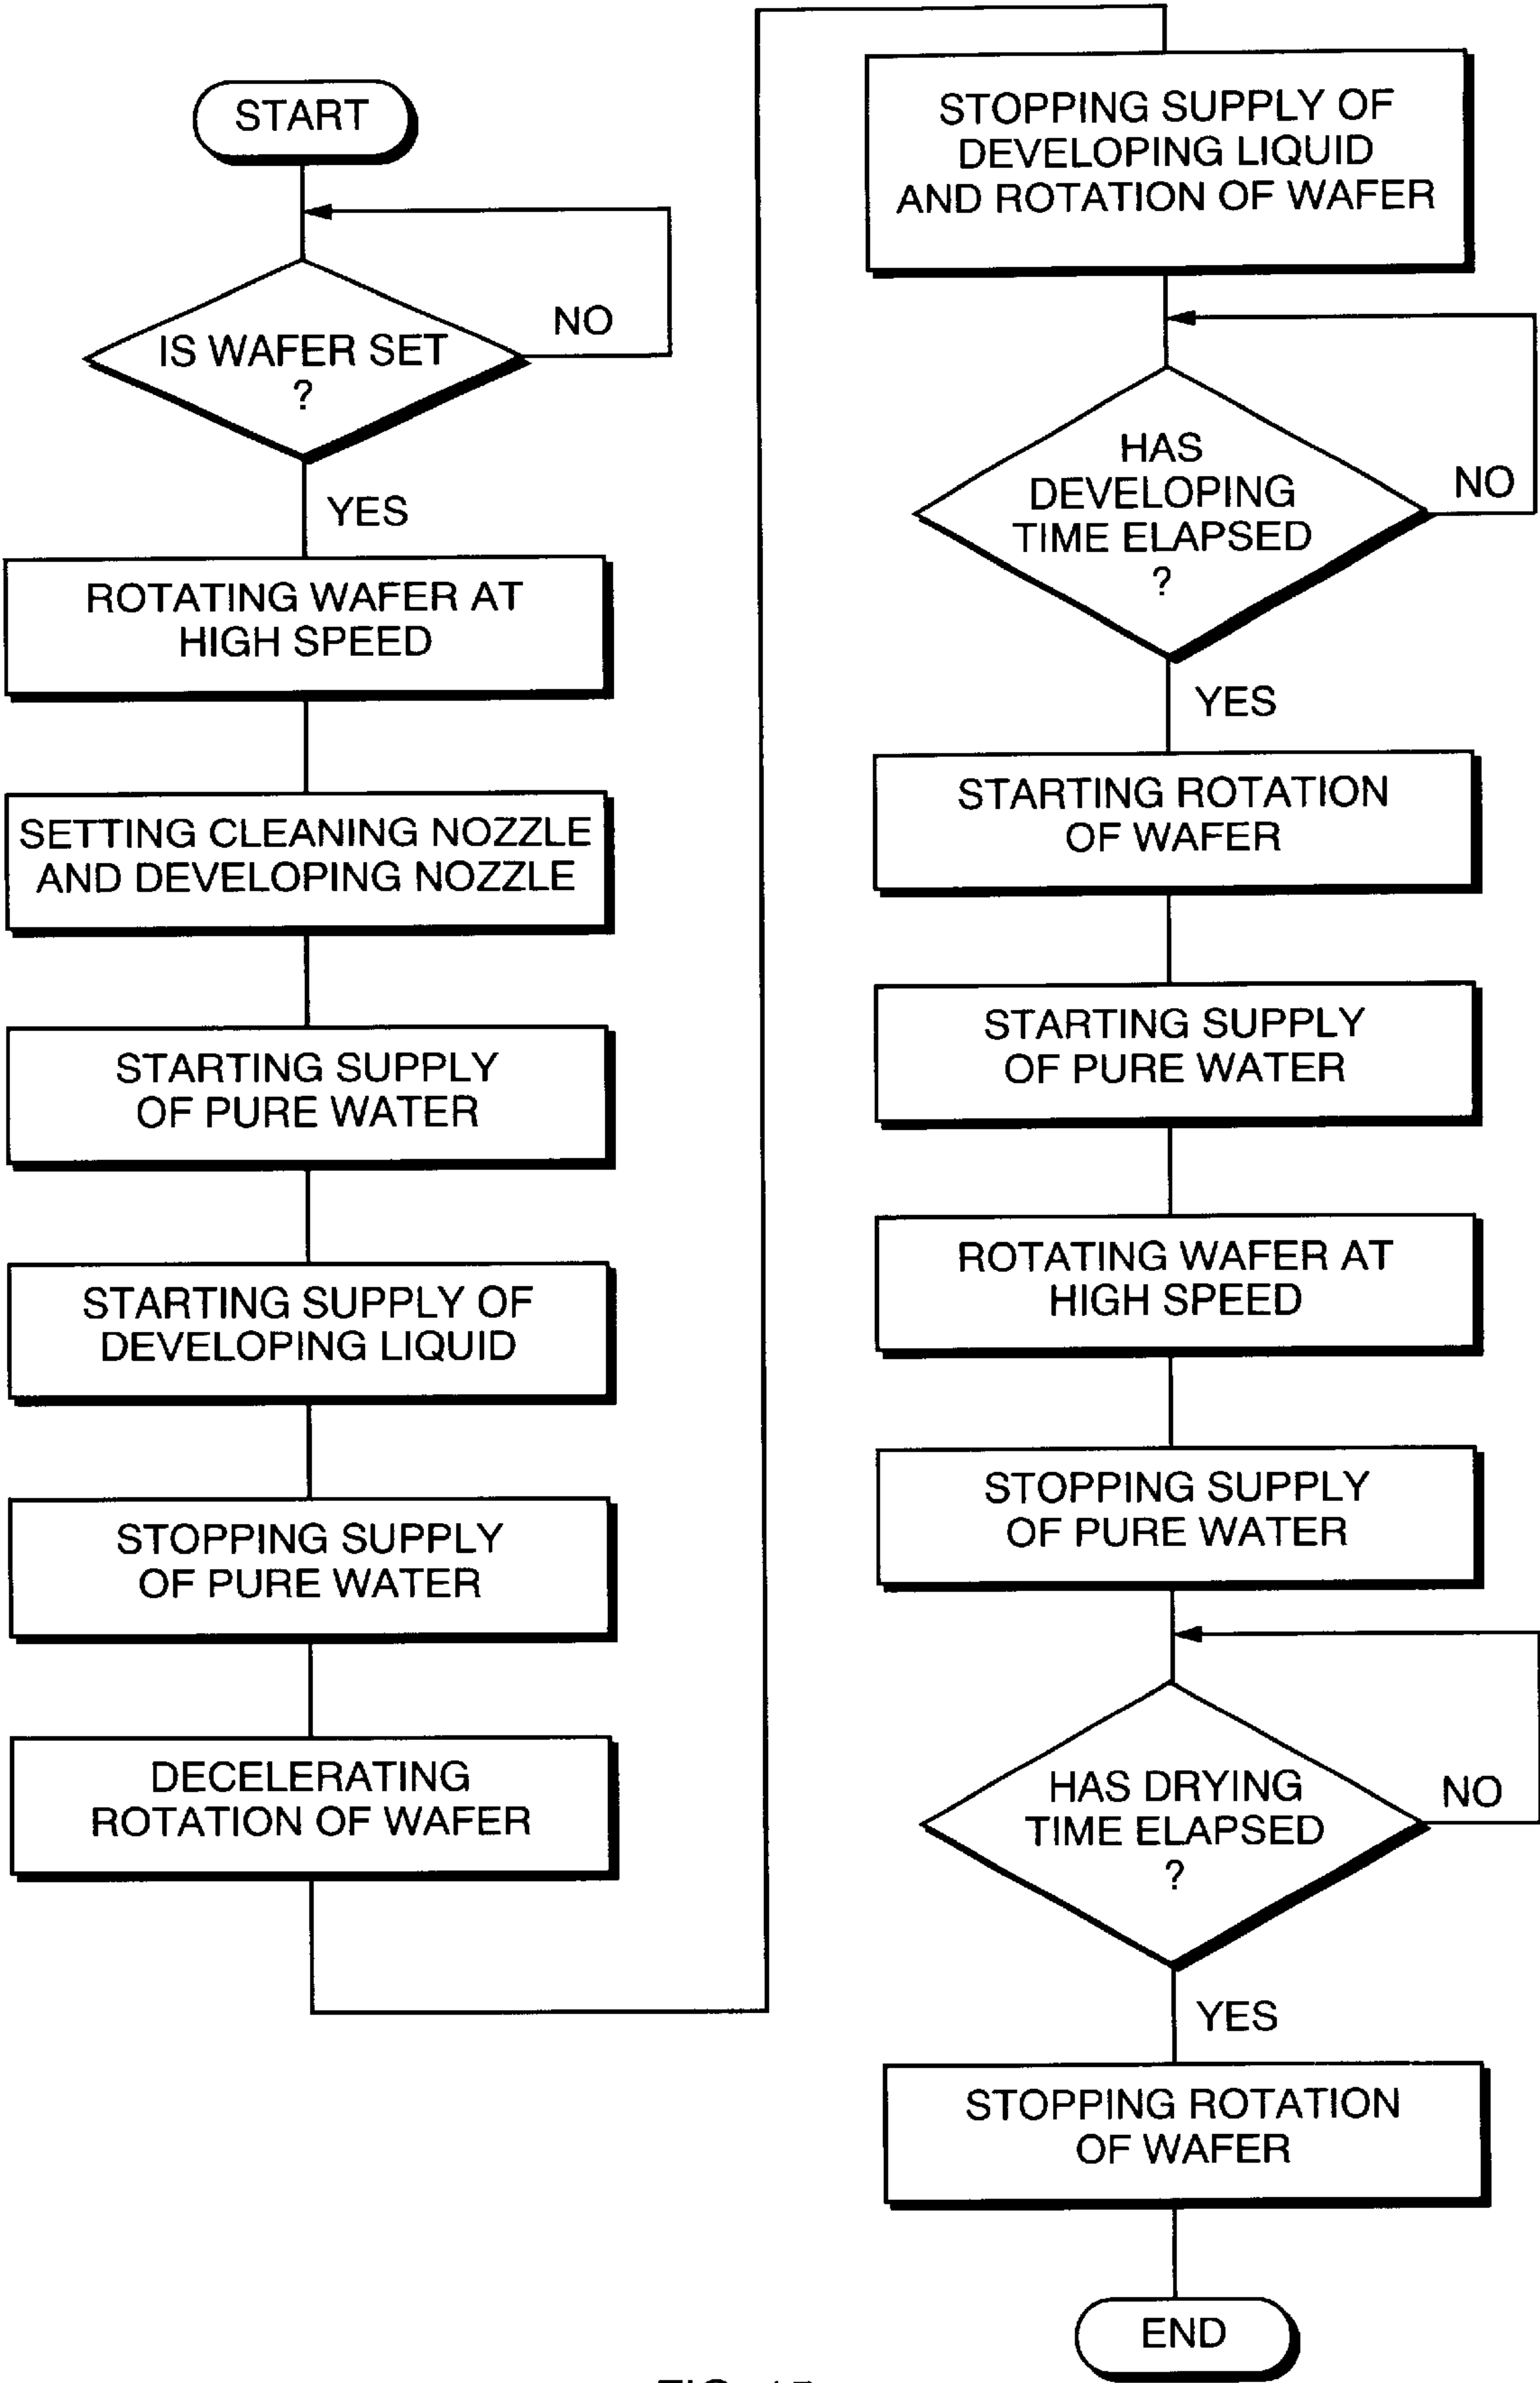 START
IS WAFER SET
?
NO
YES
ROTATING WAFER AT
HIGH SPEED
SETTING CLEANING NOZZLE
AND DEVELOPING NOZZLE
STARTING SUPPLY
OF PURE WATER
STARTING SUPPLY OF
DEVELOPING LIQUID
STOPPING SUPPLY
OF PURE WATER
DECELERATING
ROTATION OF WAFER
STOPPING SUPPLY OF
DEVELOPING LIQUID
AND ROTATION OF WAFER
HAS
DEVELOPING
TIME ELAPSED
?
NO
YES
STARTING ROTATION
OF WAFER
STARTING SUPPLY
OF PURE WATER
ROTATING WAFER AT
HIGH SPEED
STOPPING SUPPLY
OF PURE WATER
HAS DRYING
TIME ELAPSED
?
NO
YES
STOPPING ROTATION
OF WAFER
END